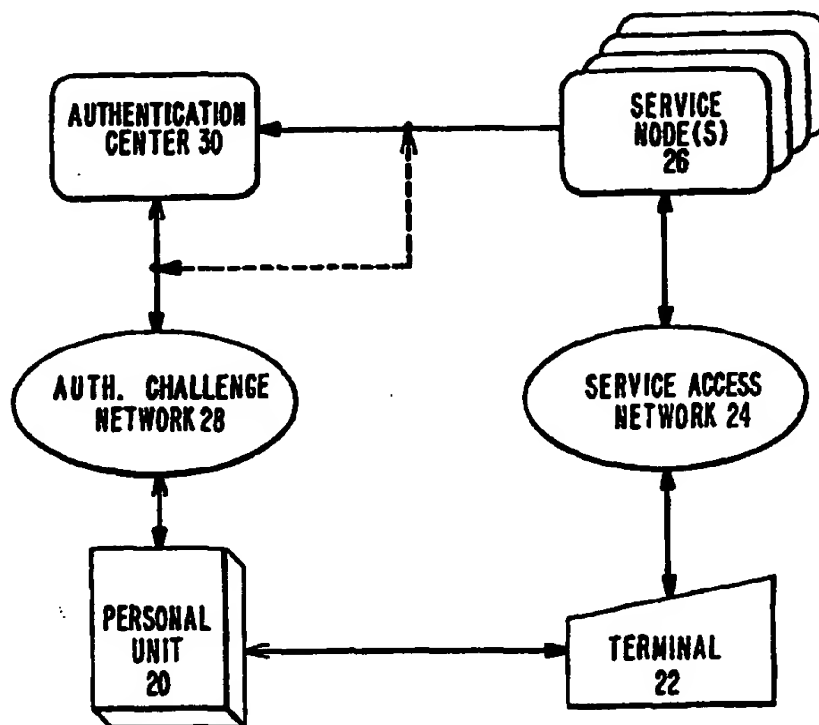 AUTHENTICATION
CENTER 30
SERVICE
NODE(S)
26
AUTH. CHALLENGE
NETWORK 28
SERVICE ACCESS
NETWORK 24
PERSONAL
UNIT
20
TERMINAL
22